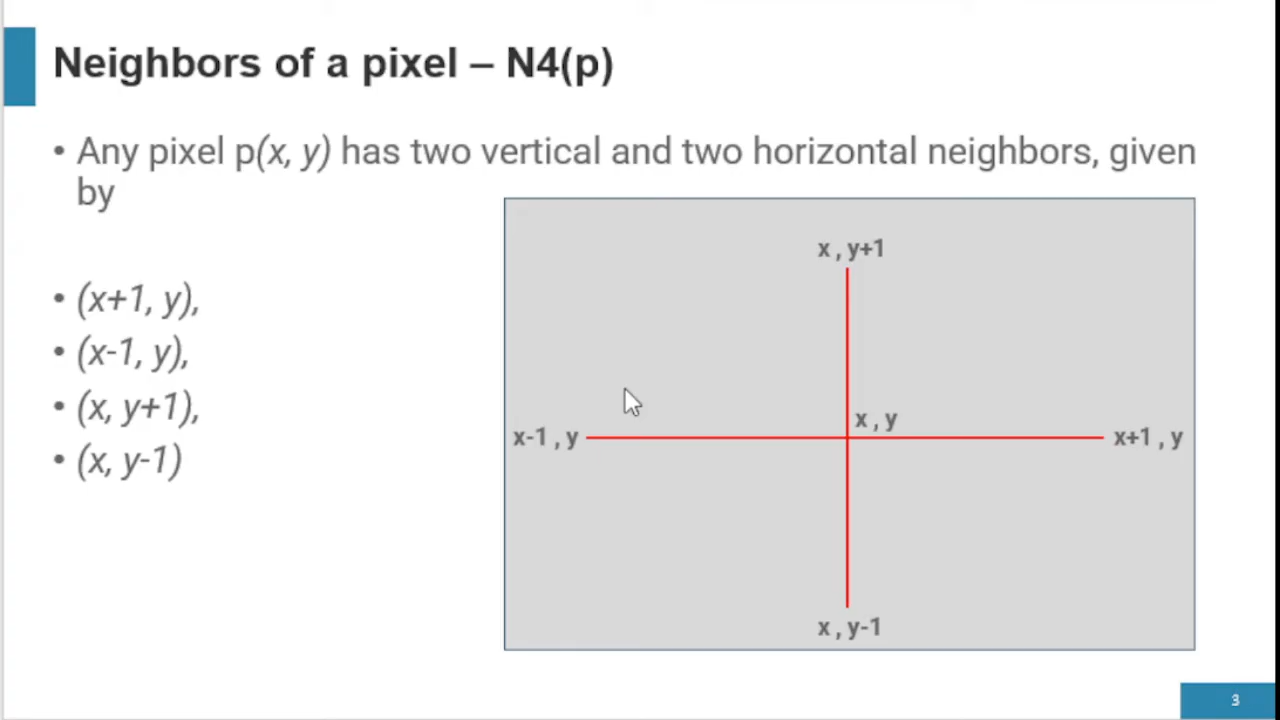 Neighbors of a pixel – N4(p)
• Any pixel p(x, y) has two vertical and two horizontal neighbors, given
by
• (x+1, y),
• (x-1, y),
• (x, y+1),
• (x, y-1)
x , y+1
x , y
x-1 , y
x+1 , y
x , y-1
3